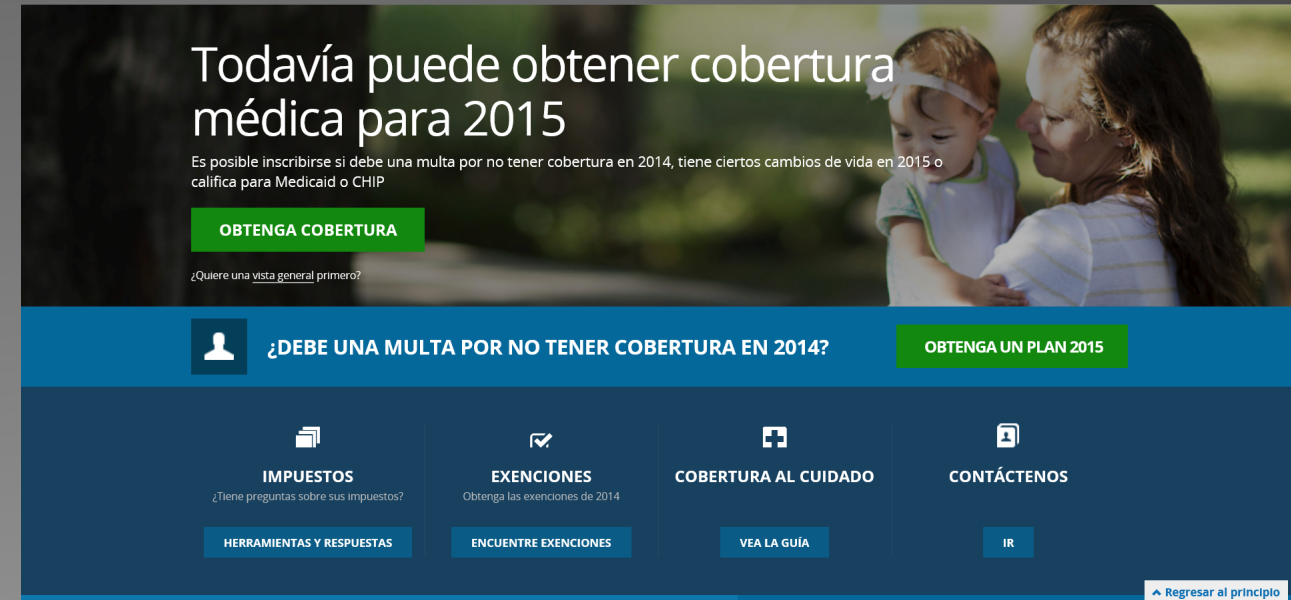 Todavía puede obtener cobertura
médica para 2015
Es posible inscribirse si debe una multa por no tener cobertura en 2014, tiene ciertos cambios de vida en 2015 o
califica para Medicaid o CHIP
OBTENGA COBERTURA
¿Quiere una vista general primero?
¿DEBE UNA MULTA POR NO TENER COBERTURA EN 2014?
OBTENGA UN PLAN 2015
IMPUESTOS
¿Tiene preguntas sobre sus impuestos?
HERRAMIENTAS Y RESPUESTAS
EXENCIONES
Obtenga las exenciones de 2014
ENCUENTRE EXENCIONES
COBERTURA AL CUIDADO
VEA LA GUÍA
CONTÁCTENOS
IR
Regresar al principio